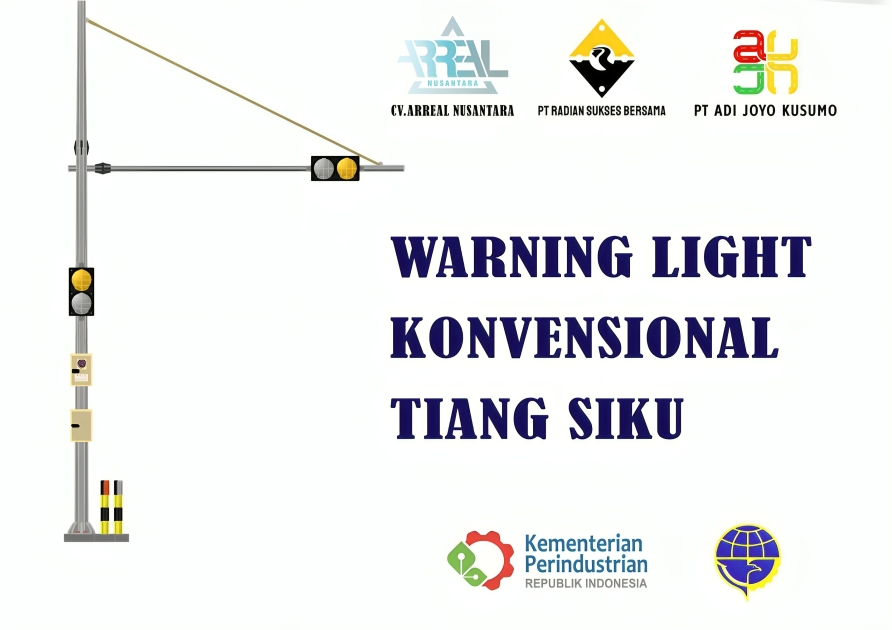 ARREAL
NUSANTARA
CV.ARREAL NUSANTARA
PT RADIAN SUKSES BERSAMA
PT ADI JOYO KUSUMO
WARNING LIGHT
KONVENSIONAL
TIANG SIKU
Kementerian
Perindustrian
REPUBLIK INDONESIA